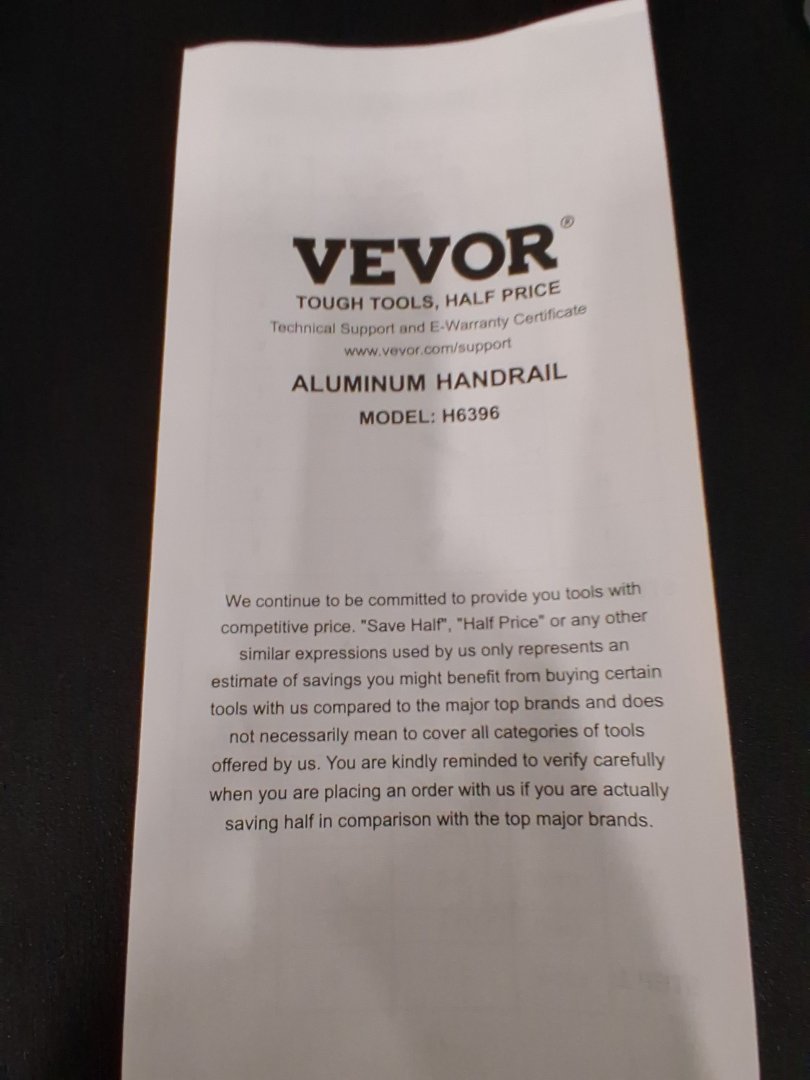 VEVOR®
TOUGH TOOLS, HALF PRICE
Technical Support and E-Warranty Certificate
www.vevor.com/support
ALUMINUM HANDRAIL
MODEL: H6396
We continue to be committed to provide you tools with
competitive price. "Save Half", "Half Price" or any other
similar expressions used by us only represents an
estimate of savings you might benefit from buying certain
tools with us compared to the major top brands and does
not necessarily mean to cover all categories of tools
offered by us. You are kindly reminded to verify carefully
when you are placing an order with us if you are actually
saving half in comparison with the top major brands.